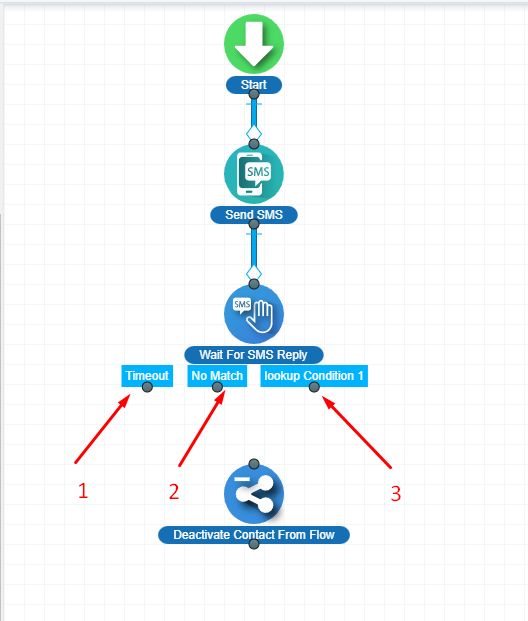 Start
SMS
Send SMS
SMS
Wait For SMS Reply
Timeout No Match lookup Condition 1
1 2 3
Deactivate Contact From Flow